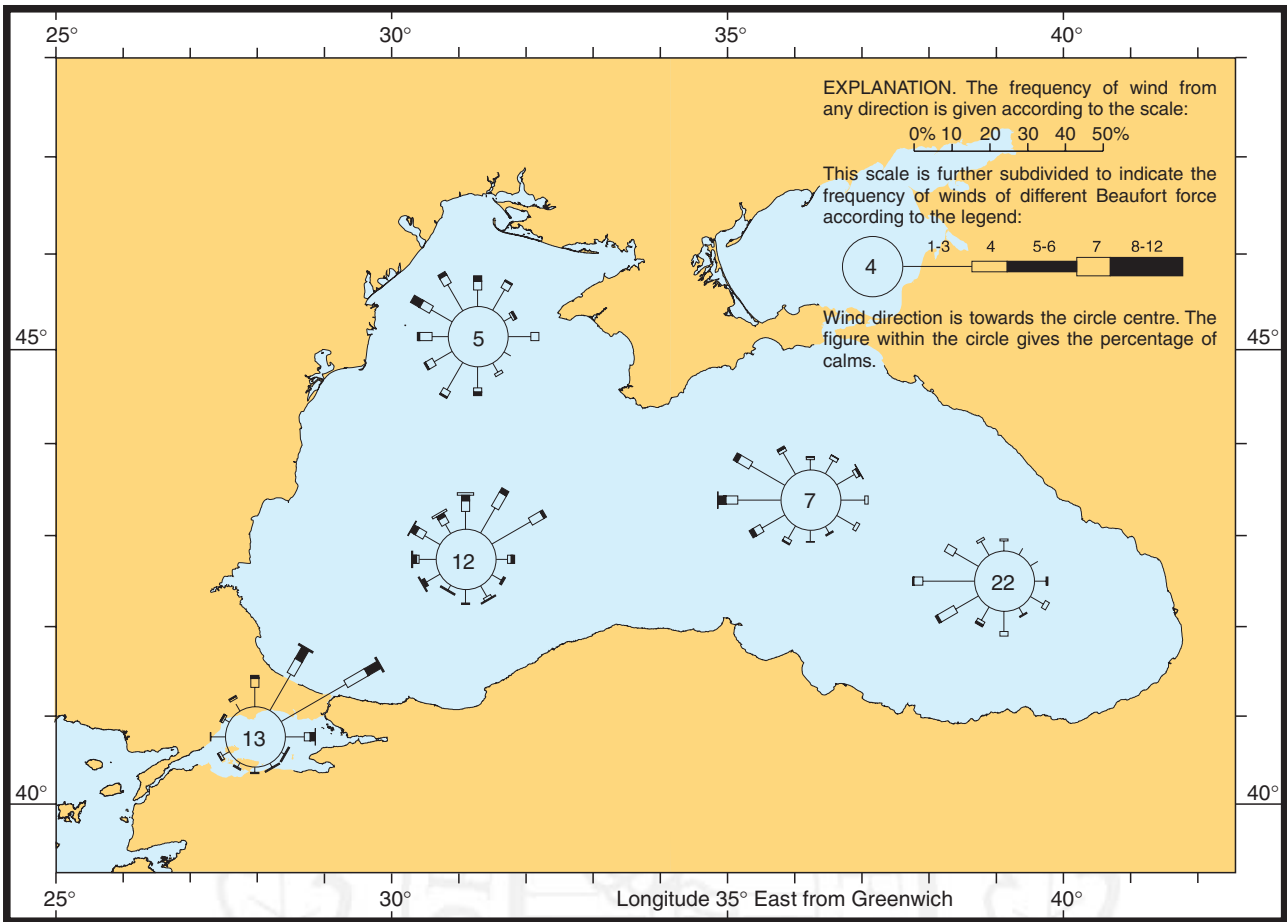 25° 30° 35° 40°
EXPLANATION. The frequency of wind from
any direction is given according to the scale:
0% 10 20 30 40 50%
This scale is further subdivided to indicate the
frequency of winds of different Beaufort force
according to the legend:
1-3 4 5-6 7 8-12
4
Wind direction is towards the circle centre. The
figure within the circle gives the percentage of
calms.
45° 45°
5
7
12
22
13
40° 40°
25° 30° Longitude 35° East from Greenwich 40°